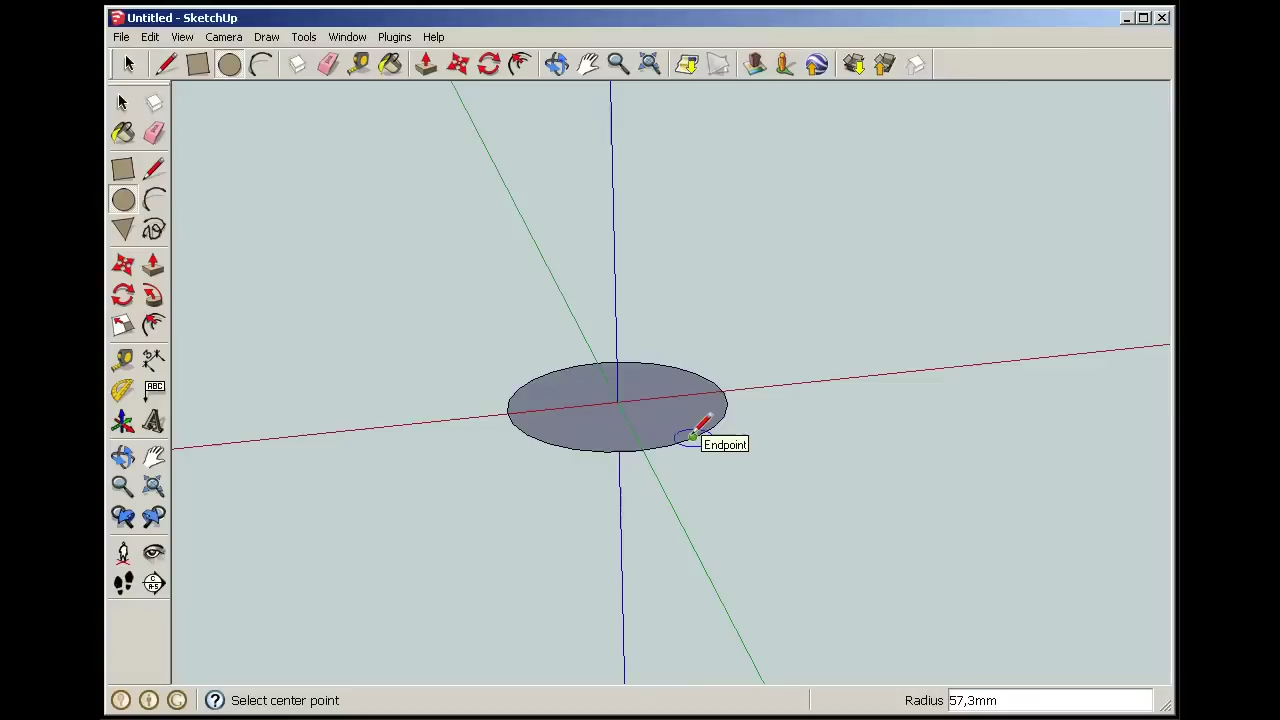 Untitled - SketchUp
File Edit View Camera Draw Tools Window Plugins Help
ABC
Endpoint
Select center point
Radius 57,3mm